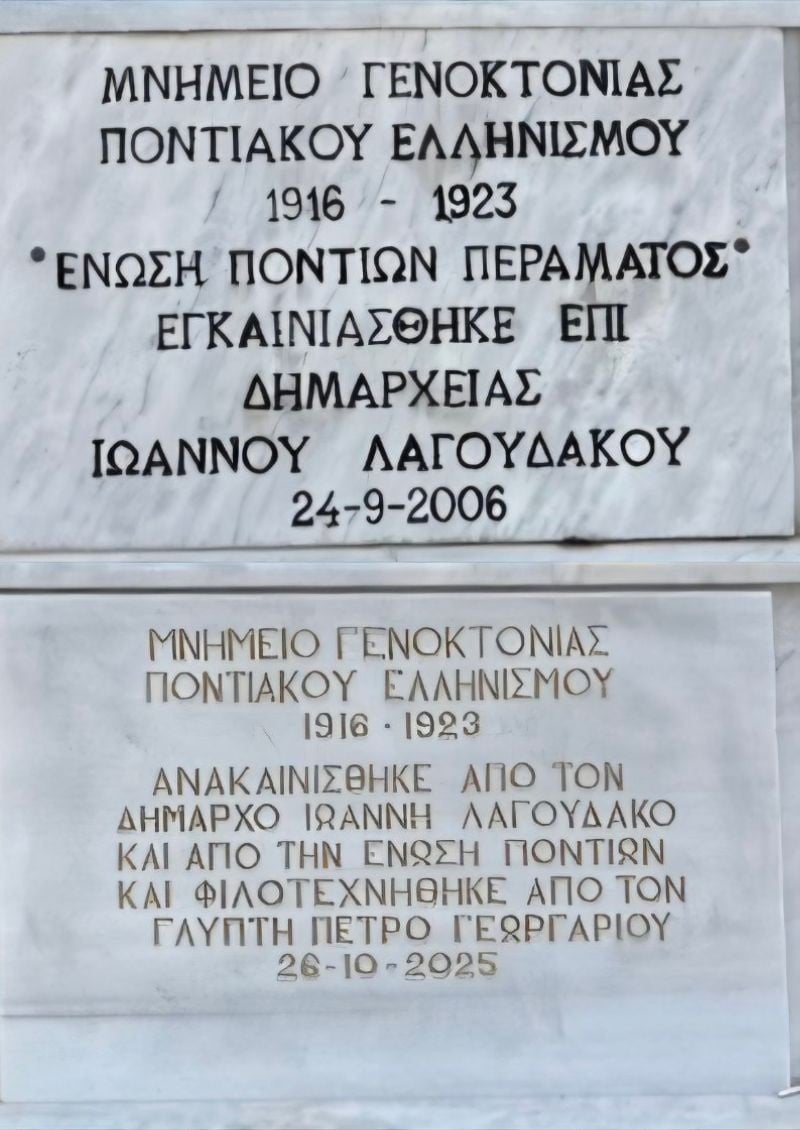 ΜΝΗΜΕΙΟ ΓΕΝΟΚΤΟΝΙΑΣ
ΠΟΝΤΙΑΚΟΥ ΕΛΛΗΝΙΣΜΟΥ
1916 - 1923
"ΕΝΩΣΗ ΠΟΝΤΙΩΝ ΠΕΡΑΜΑΤΟΣ"
ΕΓΚΑΙΝΙΑΣΘΗΚΕ ΕΠΙ
ΔΗΜΑΡΧΕΙΑΣ
ΙΩΑΝΝΟΥ ΛΑΓΟΥΔΑΚΟΥ
24-9-2006
ΜΝΗΜΕΙΟ ΓΕΝΟΚΤΟΝΙΑΣ
ΠΟΝΤΙΑΚΟΥ ΕΛΛΗΝΙΣΜΟΥ
1916 · 1923
ΑΝΑΚΑΙΝΙΣΘΗΚΕ ΑΠΟ ΤΟΝ
ΔΗΜΑΡΧΟ ΙΩΑΝΝΗ ΛΑΓΟΥΔΑΚΟ
ΚΑΙ ΑΠΟ ΤΗΝ ΕΝΩΣΗ ΠΟΝΤΙΩΝ
ΚΑΙ ΦΙΛΟΤΕΧΝΗΘΗΚΕ ΑΠΟ ΤΟΝ
ΓΛΥΠΤΗ ΠΕΤΡΟ ΓΕΩΡΓΑΡΙΟΥ
26-10-2025